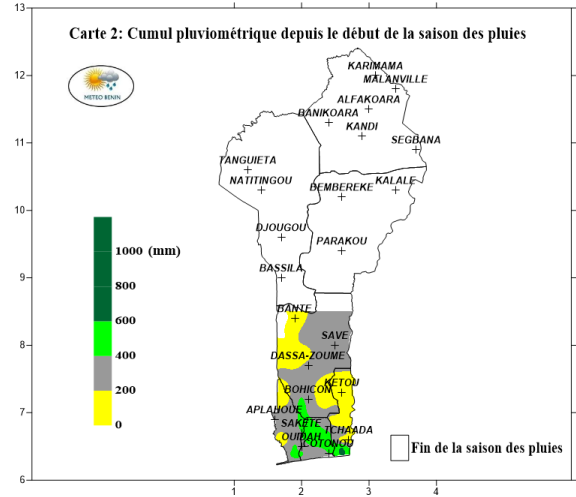 13
Carte 2: Cumul pluviométrique depuis le début de la saison des pluies
METEO BENIN
KARIMAMA
12
MALANVILLE
ALFAKOARA
BANIKOARA
KANDI
11
SEGBANA
TANGUIETA
NATITINGOU
KALALE
BEMBEREKE
10
DJOUGOU
PARAKOU
1000 (mm)
BASSILA
9
800
BANTE
600
SAVE
8
400
DASSA-ZOUME
200
KETOU
BOHICON
APLAHOUE
7
0
SAKETE
TCHAADA
OUIDAH
COTONOU
Fin de la saison des pluies
6
1
2
3
4